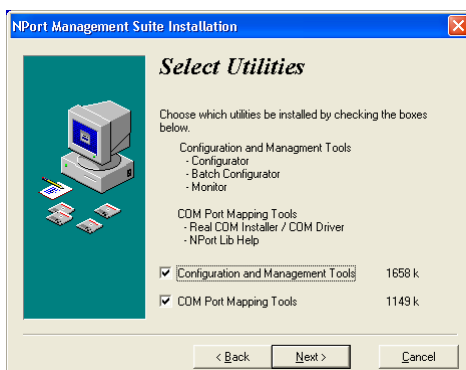 NPort Management Suite Installation
Select Utilities
Choose which utilities be installed by checking the boxes
below.
Configuration and Managment Tools
- Configurator
- Batch Configurator
- Monitor
COM Port Mapping Tools
- Real COM Installer / COM Driver
- NPort Lib Help
Configuration and Management Tools 1658 k
COM Port Mapping Tools 1149 k
< Back Next > Cancel